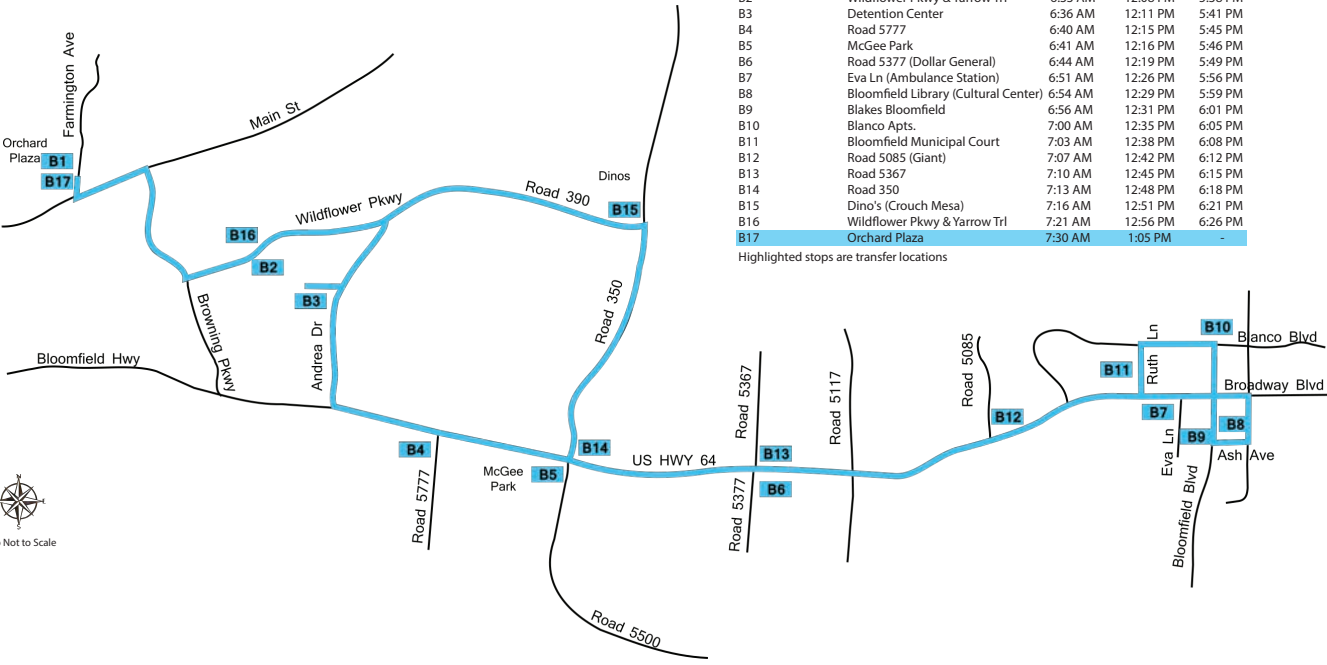 B3 Detention Center 6:36 AM 12:11 PM 5:41 PM
B4 Road 5777 6:40 AM 12:15 PM 5:45 PM
B5 McGee Park 6:41 AM 12:16 PM 5:46 PM
B6 Road 5377 (Dollar General) 6:44 AM 12:19 PM 5:49 PM
B7 Eva Ln (Ambulance Station) 6:51 AM 12:26 PM 5:56 PM
B8 Bloomfield Library (Cultural Center) 6:54 AM 12:29 PM 5:59 PM
B9 Blakes Bloomfield 6:56 AM 12:31 PM 6:01 PM
B10 Blanco Apts. 7:00 AM 12:35 PM 6:05 PM
B11 Bloomfield Municipal Court 7:03 AM 12:38 PM 6:08 PM
B12 Road 5085 (Giant) 7:07 AM 12:42 PM 6:12 PM
B13 Road 5367 7:10 AM 12:45 PM 6:15 PM
B14 Road 350 7:13 AM 12:48 PM 6:18 PM
B15 Dino's (Crouch Mesa) 7:16 AM 12:51 PM 6:21 PM
B16 Wildflower Pkwy & Yarrow Trl 7:21 AM 12:56 PM 6:26 PM
B17 Orchard Plaza 7:30 AM 1:05 PM -
Highlighted stops are transfer locations
Farmington Ave
Main St
Orchard
Plaza
B1
B17
Dinos
Road 390
B15
Wildflower Pkwy
B16
B2
B3
Browning Pkwy
Andrea Dr
Road 350
Bloomfield Hwy
B4
Road 5777
McGee
Park
B5
B14
US HWY 64
Road 5367
B13
B6
Road 5377
Road 5117
Road 5085
B12
B11
Ruth Ln
B10
Blanco Blvd
Broadway Blvd
B7
B8
B9
Eva Ln
Ash Ave
Bloomfield Blvd
Road 5500
N
E
S
W
Not to Scale